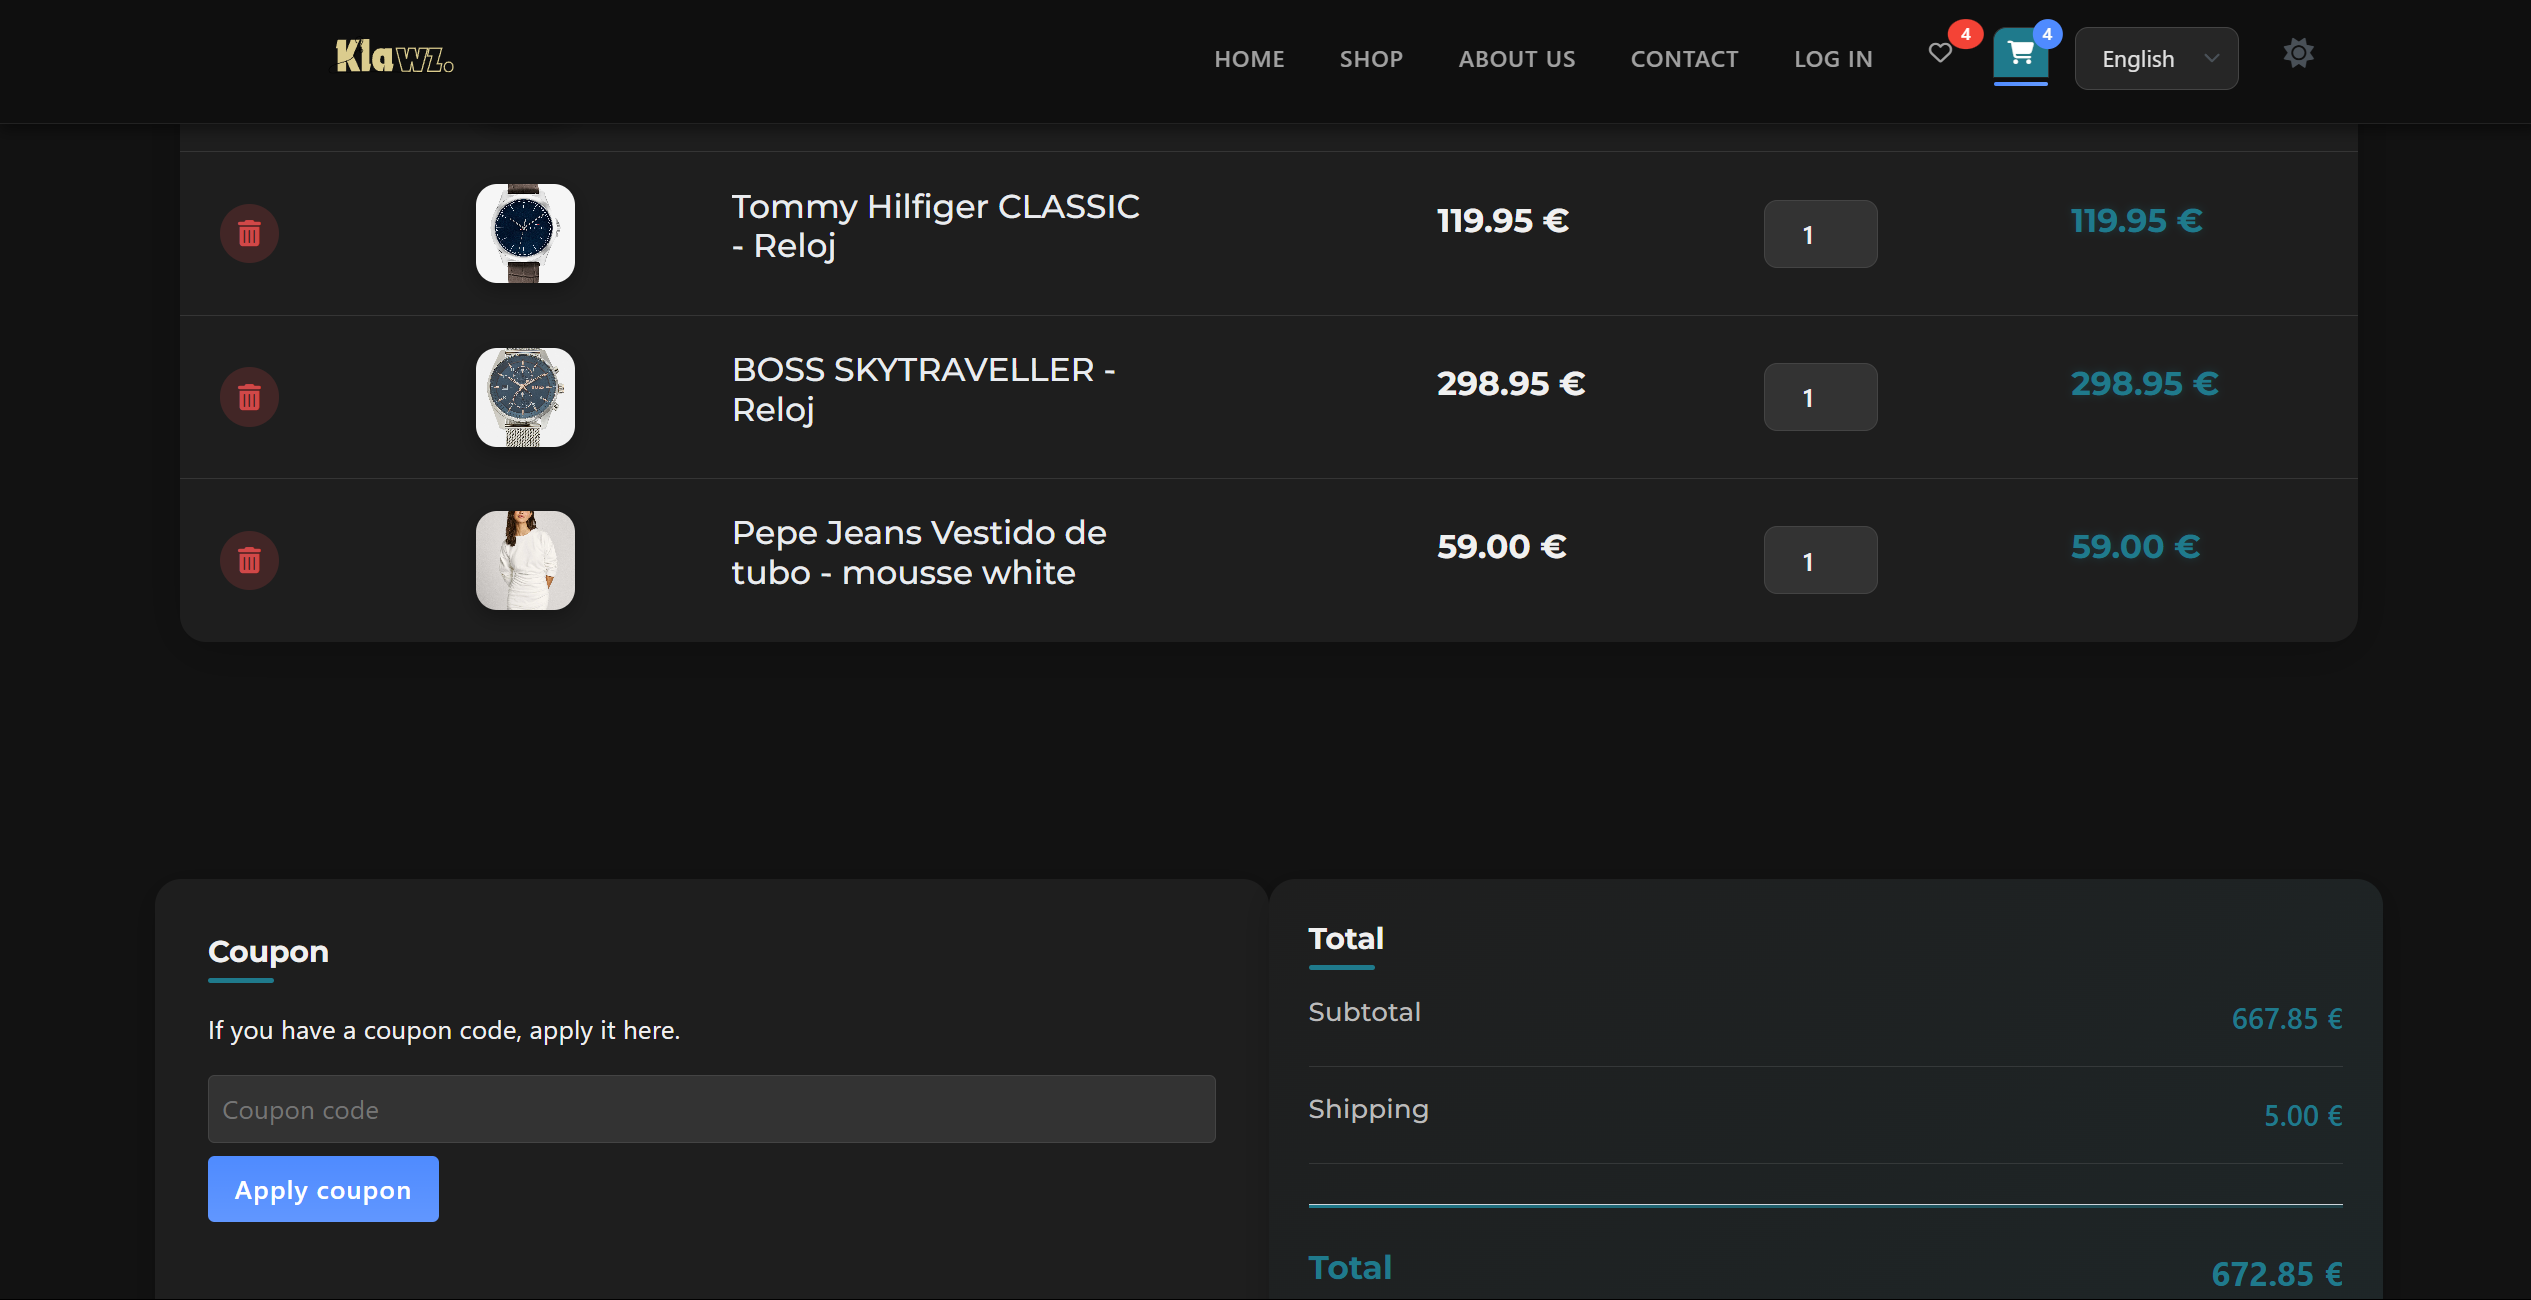 Klawz.
HOME SHOP ABOUT US CONTACT LOG IN 4 4 English
Tommy Hilfiger CLASSIC
- Reloj
119.95 € 1 119.95 €
BOSS SKYTRAVELLER -
Reloj
298.95 € 1 298.95 €
Pepe Jeans Vestido de
tubo - mousse white
59.00 € 1 59.00 €
Coupon
If you have a coupon code, apply it here.
Coupon code
Apply coupon
Total
Subtotal 667.85 €
Shipping 5.00 €
Total 672.85 €